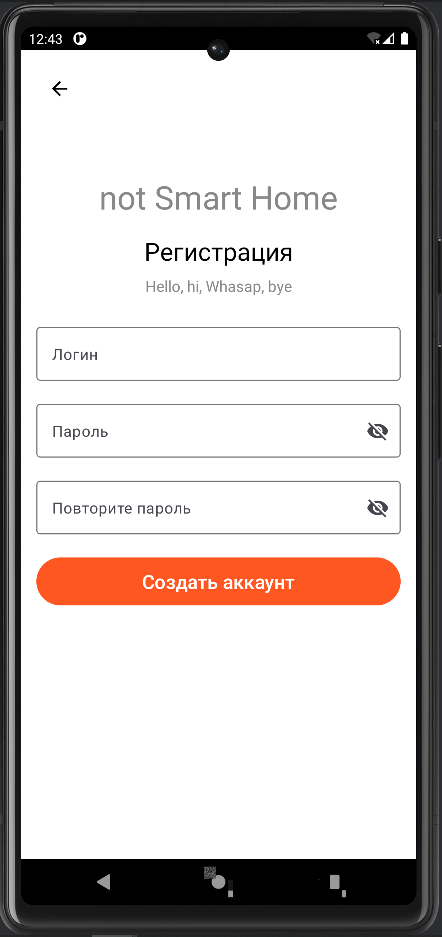 12:43
not Smart Home
Регистрация
Hello, hi, Whasap, bye
Логин
Пароль
Повторите пароль
Создать аккаунт